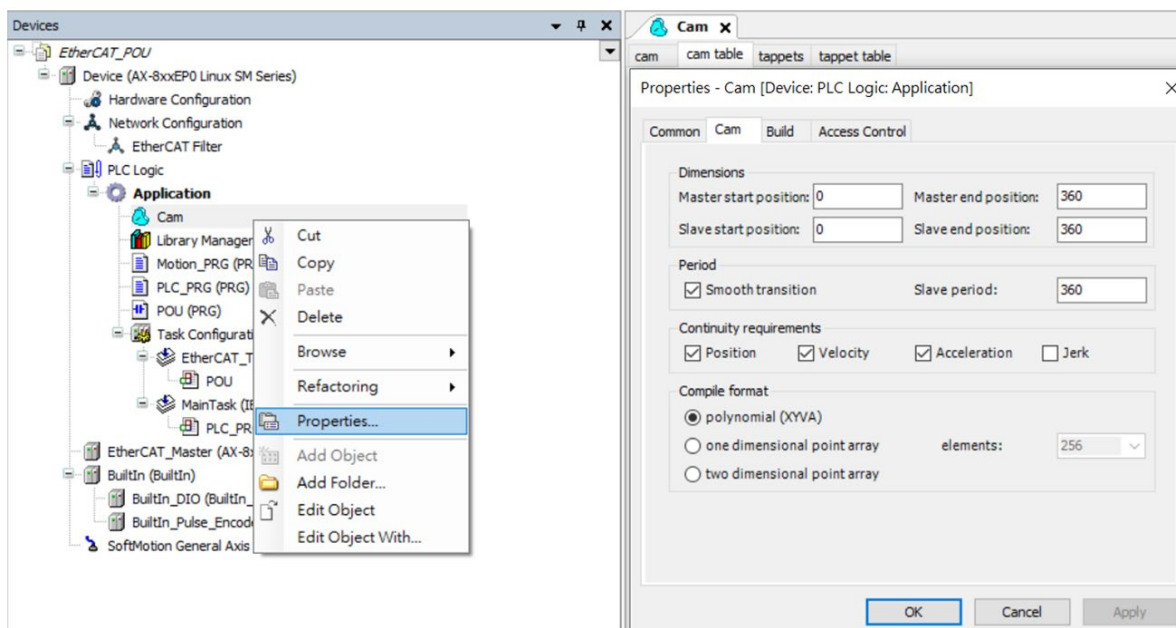 Devices
EtherCAT_POU
Device (AX-8xxEP0 Linux SM Series)
Hardware Configuration
Network Configuration
EtherCAT Filter
PLC Logic
Application
Cam
Library Manager
Motion_PRG (PR
PLC_PRG (PRG)
POU (PRG)
Task Configurati
EtherCAT_T
POU
MainTask (IE
PLC_PR
EtherCAT_Master (AX-8x
BuiltIn (BuiltIn)
BuiltIn_DIO (BuiltIn_
BuiltIn_Pulse_Encod
SoftMotion General Axis
Cut
Copy
Paste
Delete
Browse
Refactoring
Properties...
Add Object
Add Folder...
Edit Object
Edit Object With...
Cam
cam cam table tappets tappet table
Properties - Cam [Device: PLC Logic: Application]
Common Cam Build Access Control
Dimensions
Master start position: 0 Master end position: 360
Slave start position: 0 Slave end position: 360
Period
Smooth transition Slave period: 360
Continuity requirements
Position Velocity Acceleration Jerk
Compile format
polynomial (XYVA)
one dimensional point array elements: 256
two dimensional point array
OK Cancel Apply